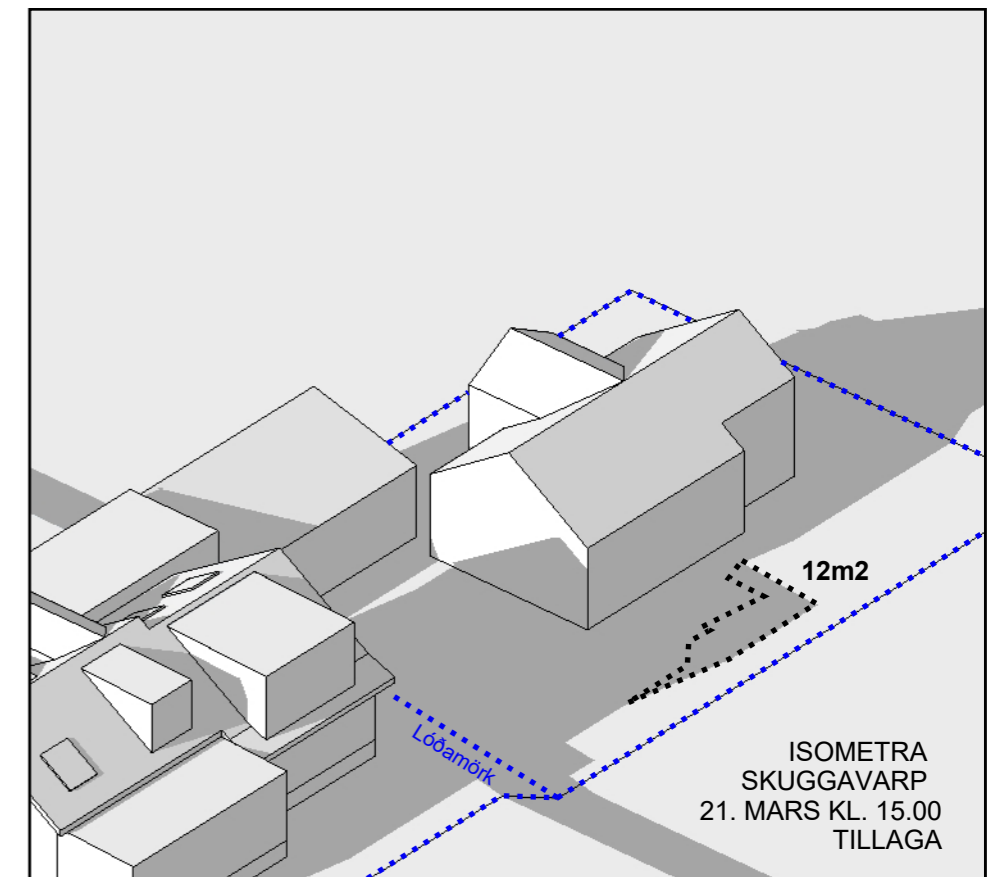 12m2
Lóðamörk
ISOMETRA
SKUGGAVARP
21. MARS KL. 15.00
TILLAGA